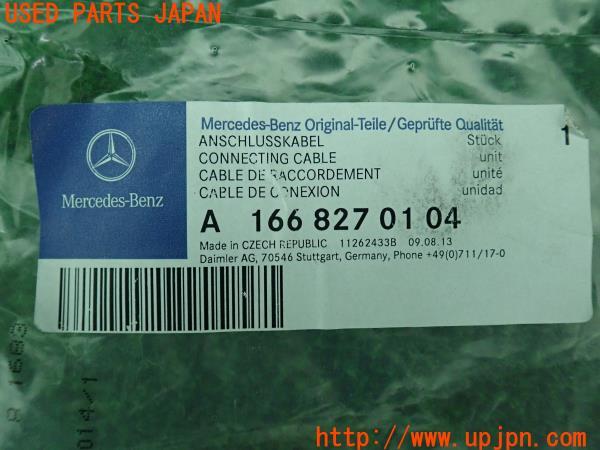 USED PARTS JAPAN
Mercedes-Benz Original-Teile/Geprüfte Qualität
ANSCHLUSSKABEL Stück 1
CONNECTING CABLE unit
CABLE DE RACCORDEMENT unité
CABLE DE CONEXION unidad
Mercedes-Benz
A 166 827 01 04
Made in CZECH REPUBLIC 11262433B 09.08.13
Daimler AG, 70546 Stuttgart, Germany, Phone +49(0)711/17-0
http://www.upjpn.com/